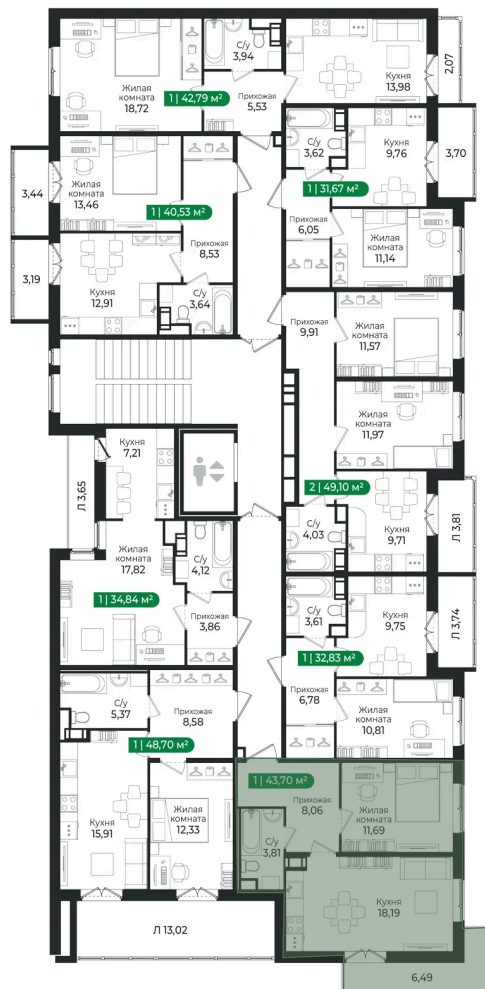 С/у
3,94
Кухня
13,98
2,07
Жилая
комната
18,72
1 | 42,79 м²
Прихожая
5,53
С/у
3,62
Кухня
9,76
3,70
3,44
Жилая
комната
13,46
1 | 31,67 м²
1 | 40,53 м²
6,05
Жилая
комната
11,14
Прихожая
8,53
3,19
12,91
Кухня
С/у
3,64
Прихожая
9,91
Жилая
комната
11,57
Жилая
комната
11,97
Кухня
7,21
Л 3,65
2 | 49,10 м²
С/у
4,03
Кухня
9,71
Л 3,81
Жилая
комната
17,82
С/у
4,12
1 | 34,84 м²
Прихожая
3,86
С/у
3,61
Кухня
9,75
Л 3,74
1 | 32,83 м²
Прихожая
6,78
С/у
5,37
8,58
Прихожая
Жилая
комната
10,81
1 | 48,70 м²
1 | 43,70 м²
Прихожая
8,06
Жилая
комната
11,69
Кухня
15,91
Жилая
комната
12,33
С/у
3,81
Кухня
18,19
Л 13,02
6,49